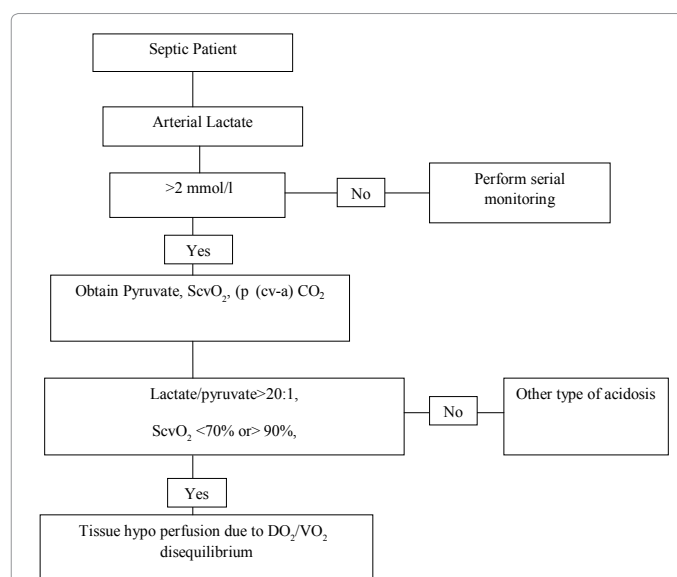 Septic Patient
Arterial Lactate
>2 mmol/l
No
Perform serial
monitoring
Yes
Obtain Pyruvate, ScvO₂, (p (cv-a) CO₂
Lactate/pyruvate>20:1,
ScvO₂ <70% or> 90%,
No
Other type of acidosis
Yes
Tissue hypo perfusion due to DO₂/VO₂
disequilibrium